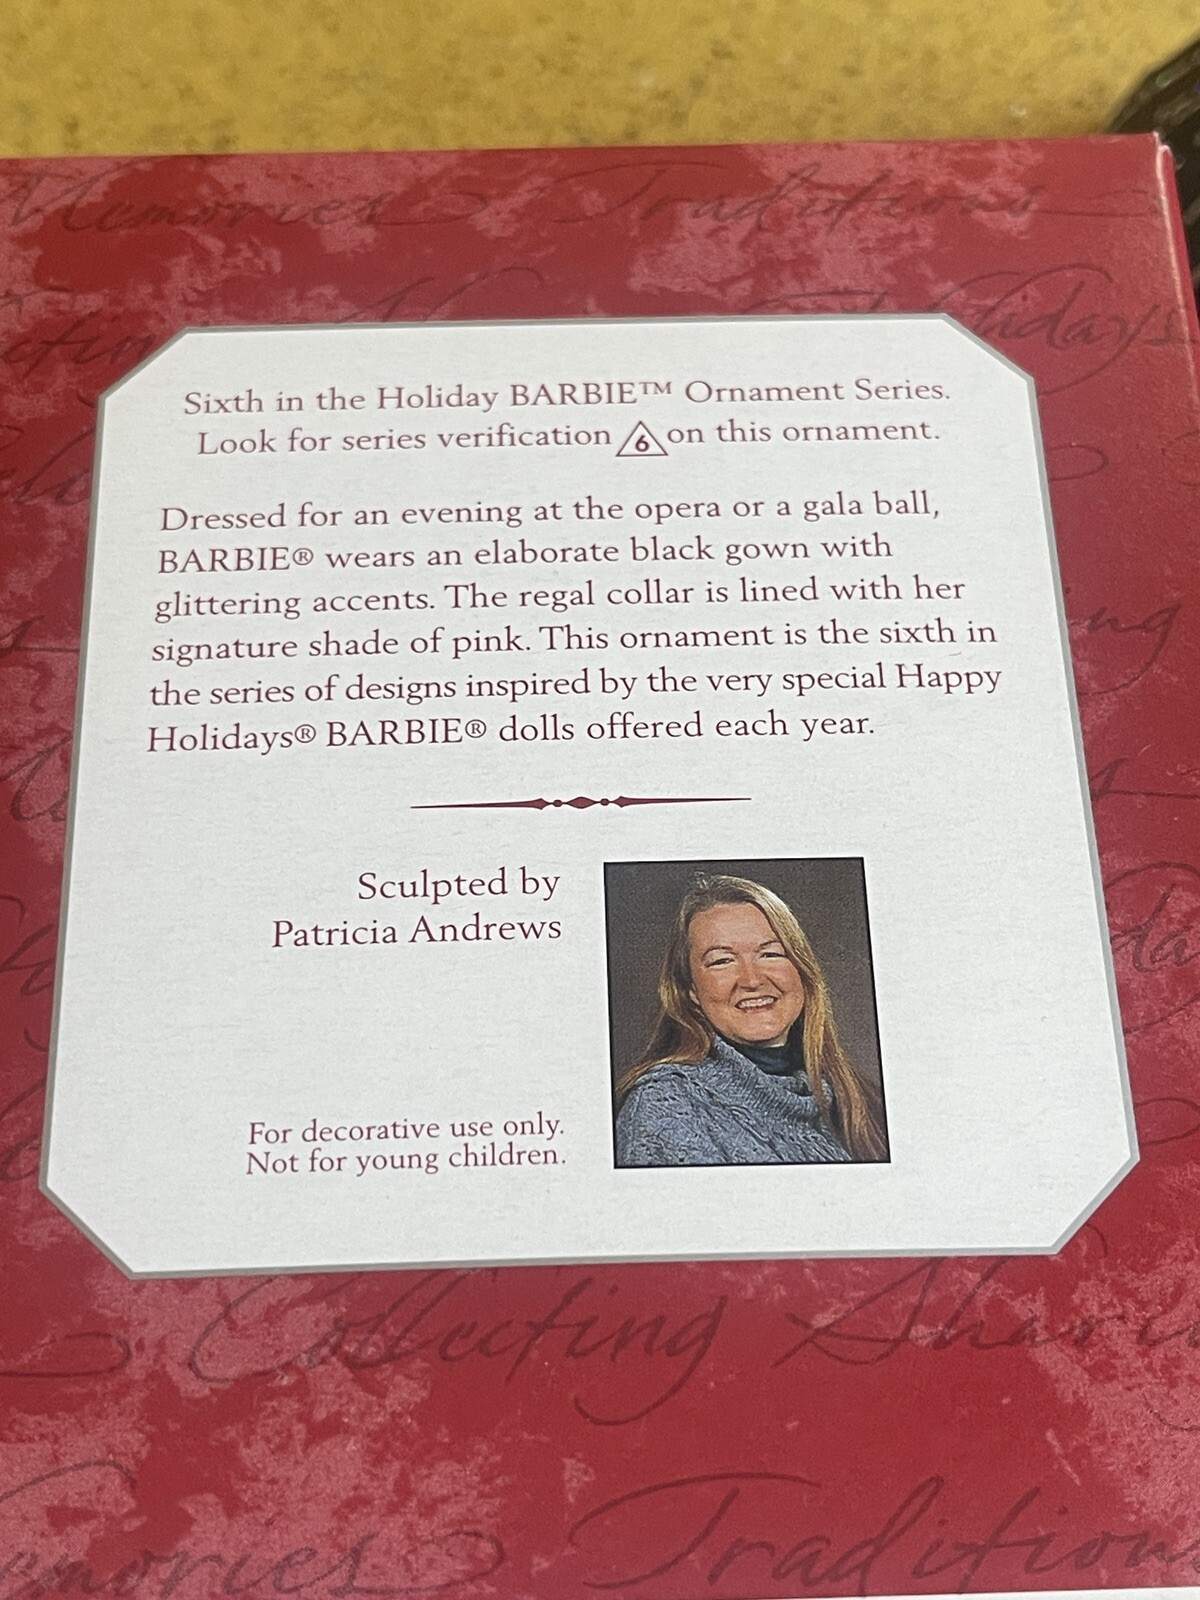 Memories Traditions
Sixth in the Holiday BARBIE™ Ornament Series.
Look for series verification 6 on this ornament.
Dressed for an evening at the opera or a gala ball,
BARBIE® wears an elaborate black gown with
glittering accents. The regal collar is lined with her
signature shade of pink. This ornament is the sixth in
the series of designs inspired by the very special Happy
Holidays® BARBIE® dolls offered each year.
Sculpted by
Patricia Andrews
For decorative use only.
Not for young children.
Collecting
Traditions